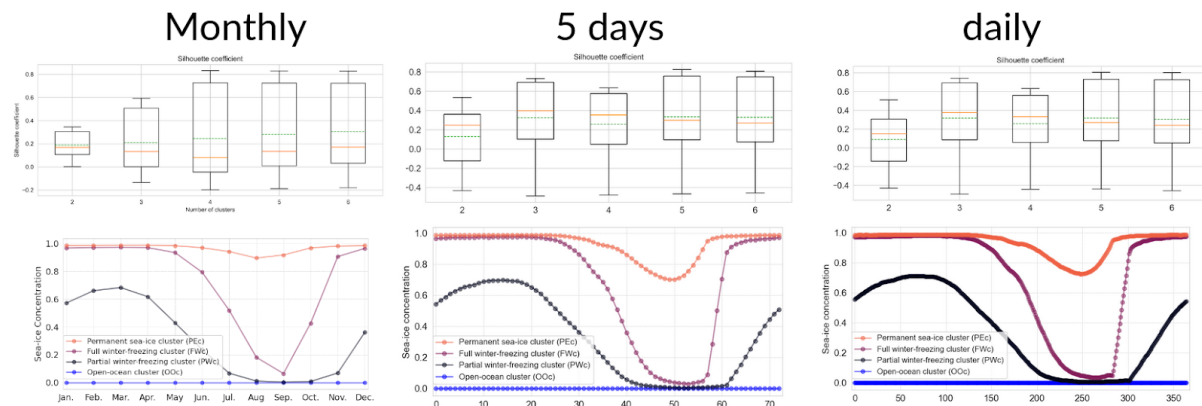 Monthly
5 days
daily
Silhouette coefficient
Silhouette coefficient
Silhouette coefficient
Silhouette coefficient
0.8
0.6
0.4
0.2
0.0
−0.2
2 3 4 5 6
Number of clusters
0.8
0.6
0.4
0.2
0.0
−0.2
−0.4
2 3 4 5 6
0.8
0.6
0.4
0.2
0.0
−0.2
−0.4
2 3 4 5 6
Sea-ice Concentration
1.0
0.8
0.6
0.4
0.2
0.0
Permanent sea-ice cluster (PEc)
Full winter-freezing cluster (FWc)
Partial winter-freezing cluster (PWc)
Open-ocean cluster (OOc)
Jan. Feb. Mar. Apr. May Jun. Jul. Aug Sep. Oct. Nov. Dec.
Sea-ice concentration
1.0
0.8
0.6
0.4
0.2
0.0
Permanent sea-ice cluster (PEc)
Full winter-freezing cluster (FWc)
Partial winter-freezing cluster (PWc)
Open-ocean cluster (OOc)
0 10 20 30 40 50 60 70
Sea-ice concentration
1.0
0.8
0.6
0.4
0.2
0.0
Permanent sea-ice cluster (PEc)
Full winter-freezing cluster (FWc)
Partial winter-freezing cluster (PWc)
Open-ocean cluster (OOc)
0 50 100 150 200 250 300 350